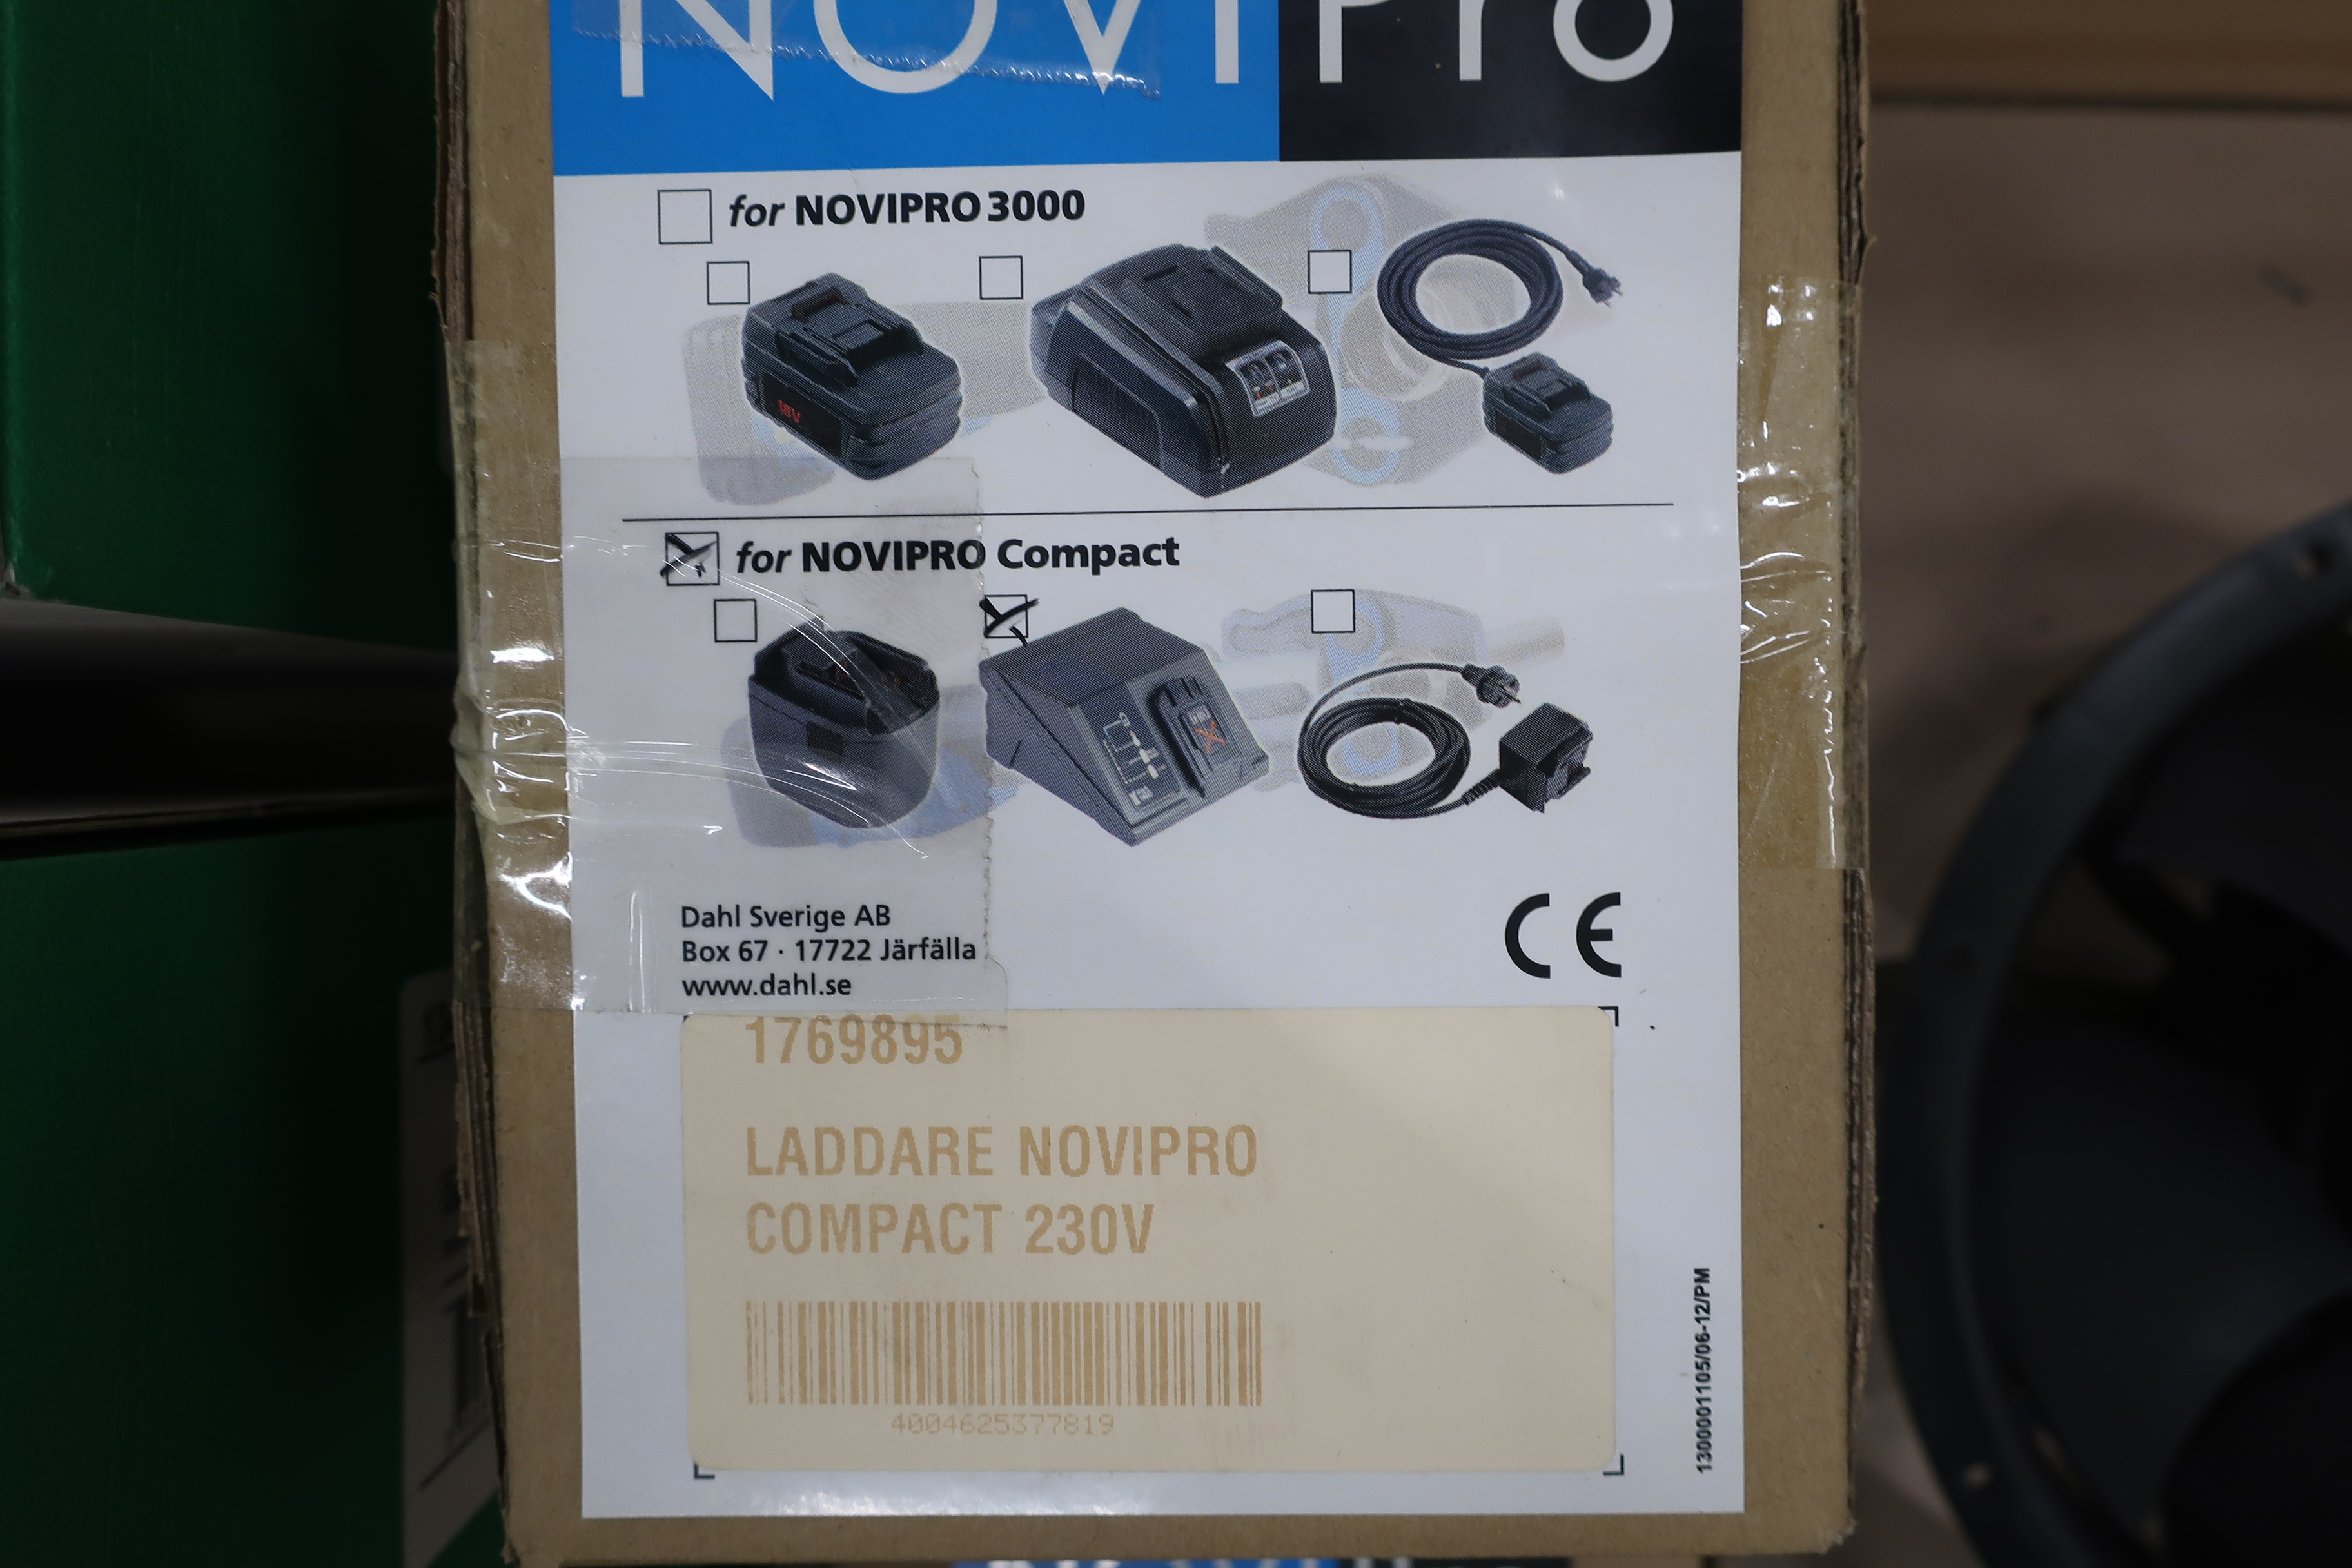 NOVIPro
for NOVIPRO 3000
18V
for NOVIPRO Compact
Dahl Sverige AB
Box 67 · 17722 Järfälla
www.dahl.se
CE
1769895
LADDARE NOVIPRO
COMPACT 230V
4004625377819
1300001105/06-12/PM